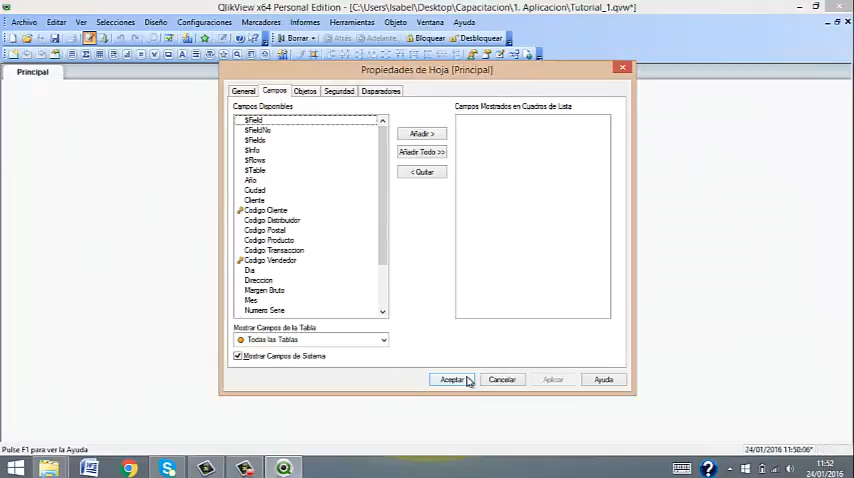 QlikView x64 Personal Edition - [C:\Users\Isabel\Desktop\Capacitacion\1. Aplicacion\Tutorial_1.qvw*]
Archivo Editar Ver Selecciones Diseño Configuraciones Marcadores Informes Herramientas Objeto Ventana Ayuda
Borrar Atrás Adelante Bloquear Desbloquear
Principal
Propiedades de Hoja [Principal]
General Campos Objetos Seguridad Disparadores
Campos Disponibles
Campos Mostrados en Cuadros de Lista
$Field
$FieldNo
$Fields
$Info
$Rows
$Table
Año
Ciudad
Cliente
Codigo Cliente
Codigo Distribuidor
Codigo Postal
Codigo Producto
Codigo Transaccion
Codigo Vendedor
Dia
Direccion
Margen Bruto
Mes
Numero Serie
Añadir >
Añadir Todo >>
< Quitar
Mostrar Campos de la Tabla
Todas las Tablas
Mostrar Campos de Sistema
Aceptar Cancelar Aplicar Ayuda
Pulse F1 para ver la Ayuda
24/01/2016 11:50:06*
11:52
24/01/2016